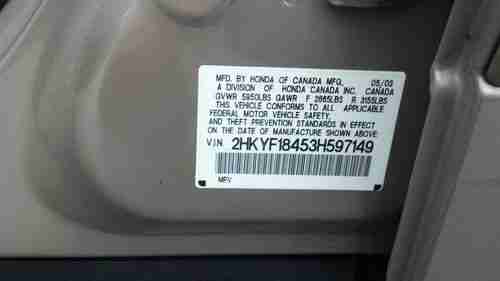 MFD. BY HONDA OF CANADA MFG. 05/03
A DIVISION OF HONDA CANADA INC., CANADA
GVWR 5950LBS GAWR F 2865LBS R 3155LBS
THIS VEHICLE CONFORMS TO ALL APPLICABLE
FEDERAL MOTOR VEHICLE SAFETY,
AND THEFT PREVENTION STANDARDS IN EFFECT
ON THE DATE OF MANUFACTURE SHOWN ABOVE.
VIN 2HKYF18453H597149
MPV